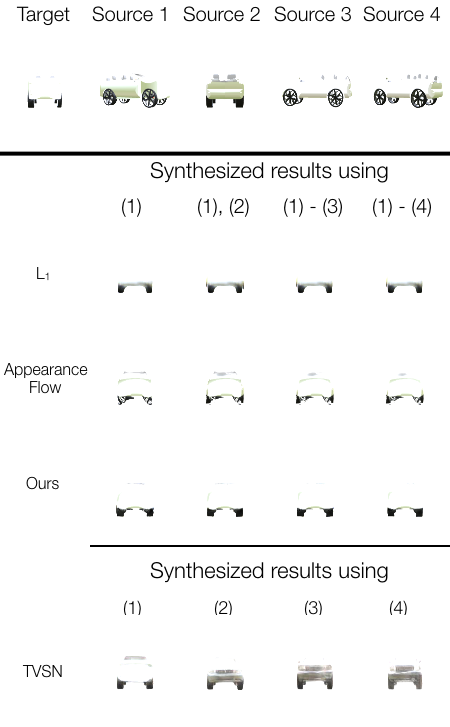 Target Source 1 Source 2 Source 3 Source 4
Synthesized results using
(1) (1), (2) (1) - (3) (1) - (4)
L₁
Appearance
Flow
Ours
Synthesized results using
(1) (2) (3) (4)
TVSN